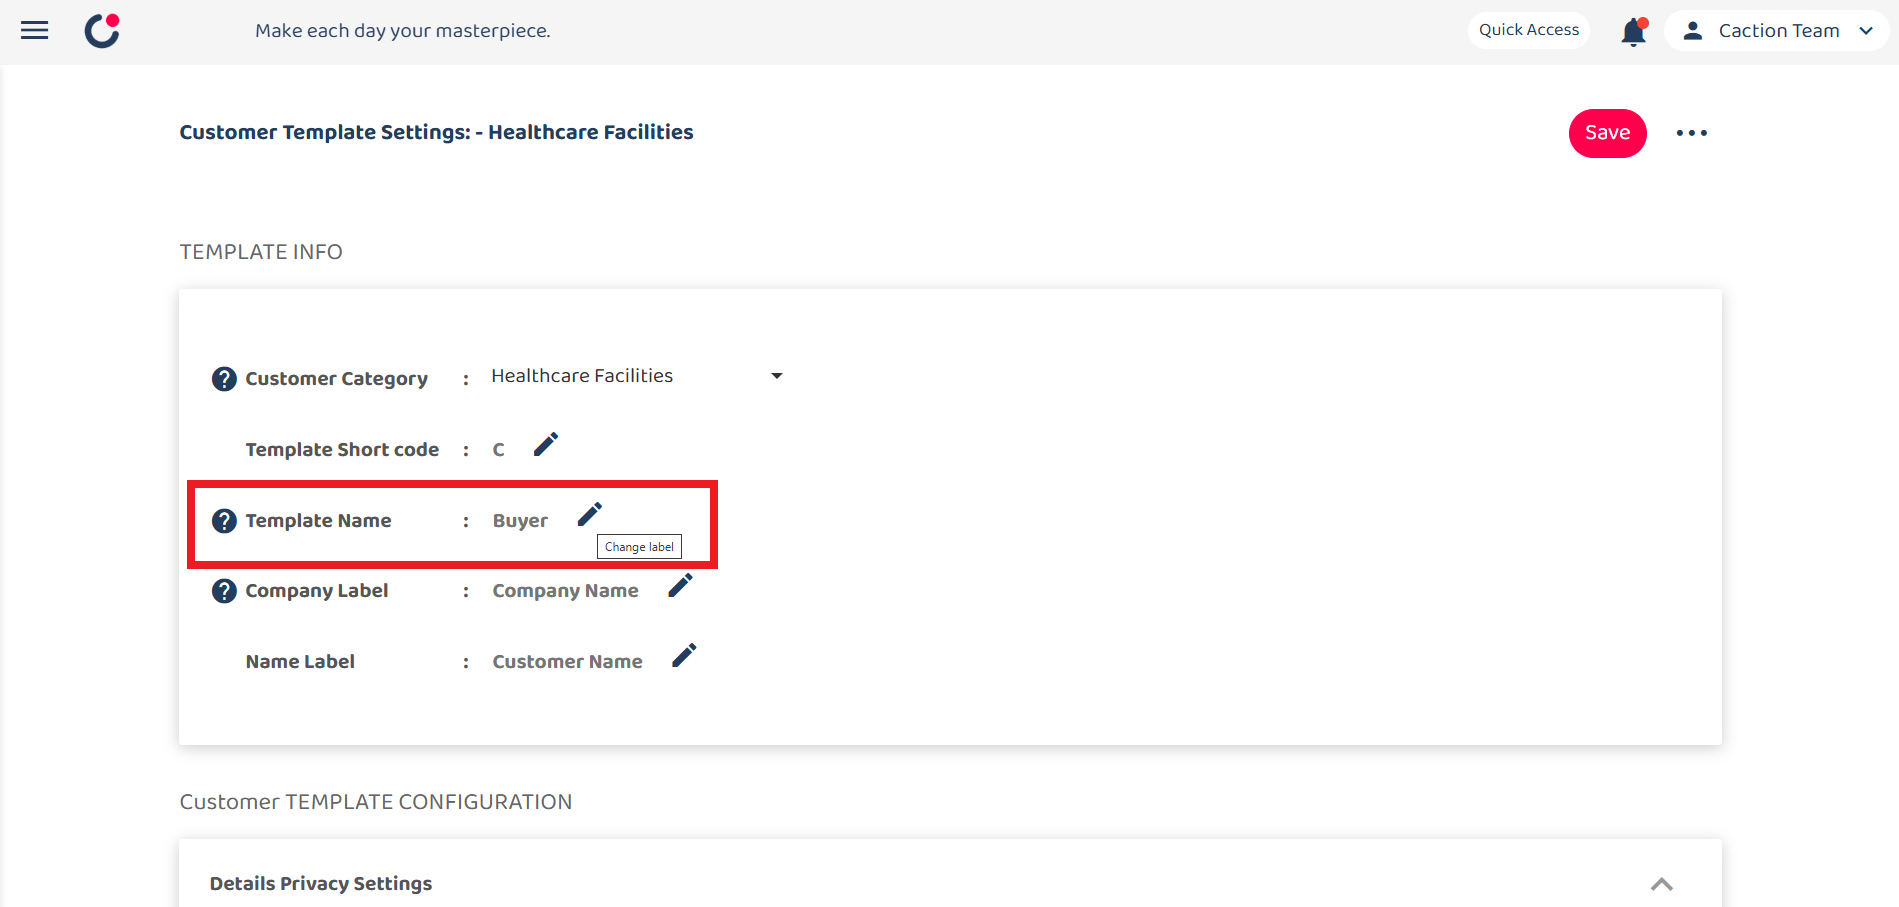 Make each day your masterpiece.
Quick Access
Caction Team
Customer Template Settings: - Healthcare Facilities
Save
TEMPLATE INFO
? Customer Category : Healthcare Facilities
Template Short code : C
? Template Name : Buyer
Change label
? Company Label : Company Name
Name Label : Customer Name
Customer TEMPLATE CONFIGURATION
Details Privacy Settings